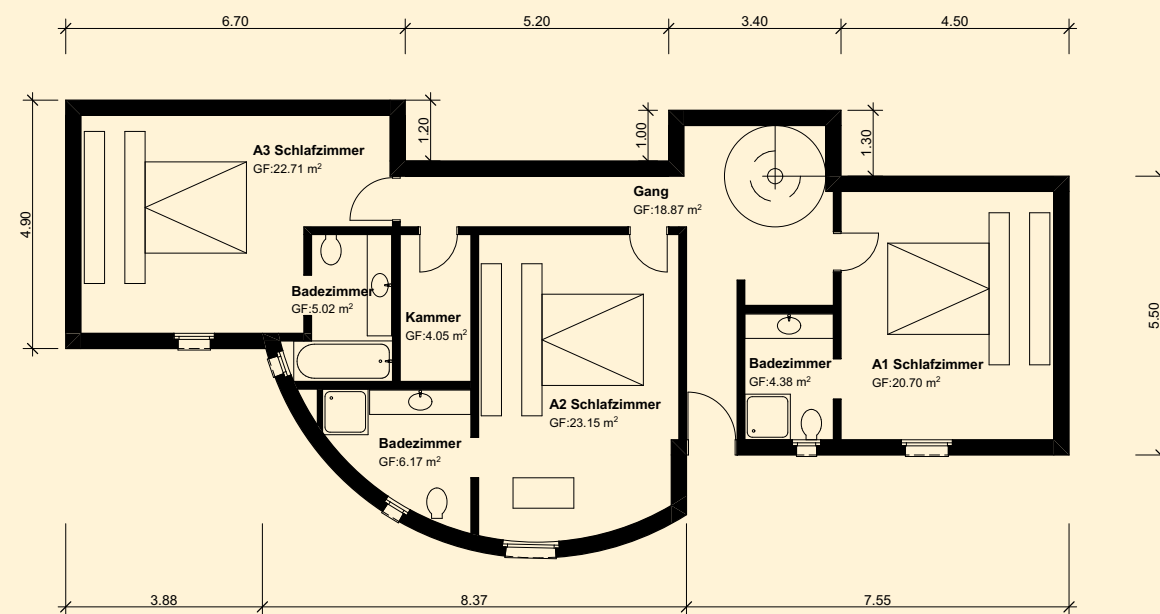 6.70
5.20
3.40
4.50
1.20
1.00
1.30
A3 Schlafzimmer
GF:22.71 m²
Gang
GF:18.87 m²
4.90
Badezimmer
GF:5.02 m²
Kammer
GF:4.05 m²
5.50
Badezimmer
GF:4.38 m²
A1 Schlafzimmer
GF:20.70 m²
A2 Schlafzimmer
GF:23.15 m²
Badezimmer
GF:6.17 m²
3.88
8.37
7.55